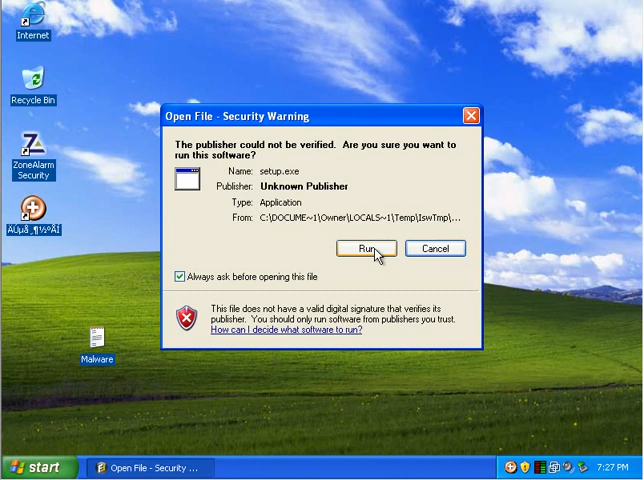 Internet
Recycle Bin
ZoneAlarm
Security
ÄÚµå¸¶½ºÅÍ
Malware
Open File - Security Warning
The publisher could not be verified.  Are you sure you want to
run this software?
Name: setup.exe
Publisher: Unknown Publisher
Type: Application
From: C:\DOCUME~1\Owner\LOCALS~1\Temp\IswTmp\...
Run
Cancel
Always ask before opening this file
This file does not have a valid digital signature that verifies its
publisher. You should only run software from publishers you trust.
How can I decide what software to run?
start
Open File - Security ...
7:27 PM